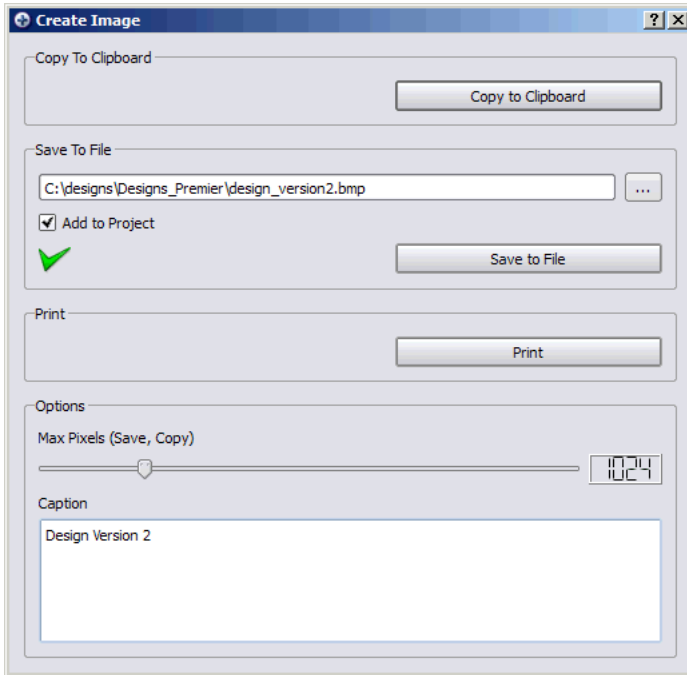 Create Image
Copy To Clipboard
Copy to Clipboard
Save To File
C:\designs\Designs_Premier\design_version2.bmp
...
Add to Project
Save to File
Print
Print
Options
Max Pixels (Save, Copy)
1024
Caption
Design Version 2